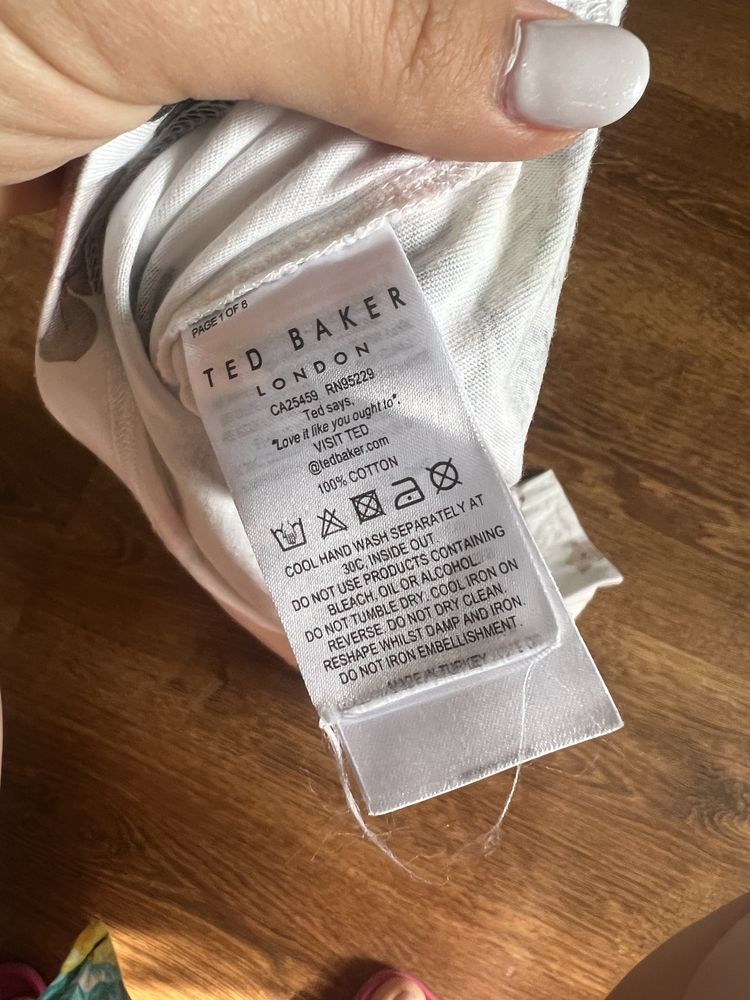 PAGE 1 OF 8
TED BAKER
LONDON
CA25459 RN95229
Ted says,
"Love it like you ought to".
VISIT TED
@tedbaker.com
100% COTTON
COOL HAND WASH SEPARATELY AT
30C, INSIDE OUT.
DO NOT USE PRODUCTS CONTAINING
BLEACH, OIL OR ALCOHOL.
DO NOT TUMBLE DRY. COOL IRON ON
REVERSE. DO NOT DRY CLEAN.
RESHAPE WHILST DAMP AND IRON.
DO NOT IRON EMBELLISHMENT.
MADE IN TURKEY